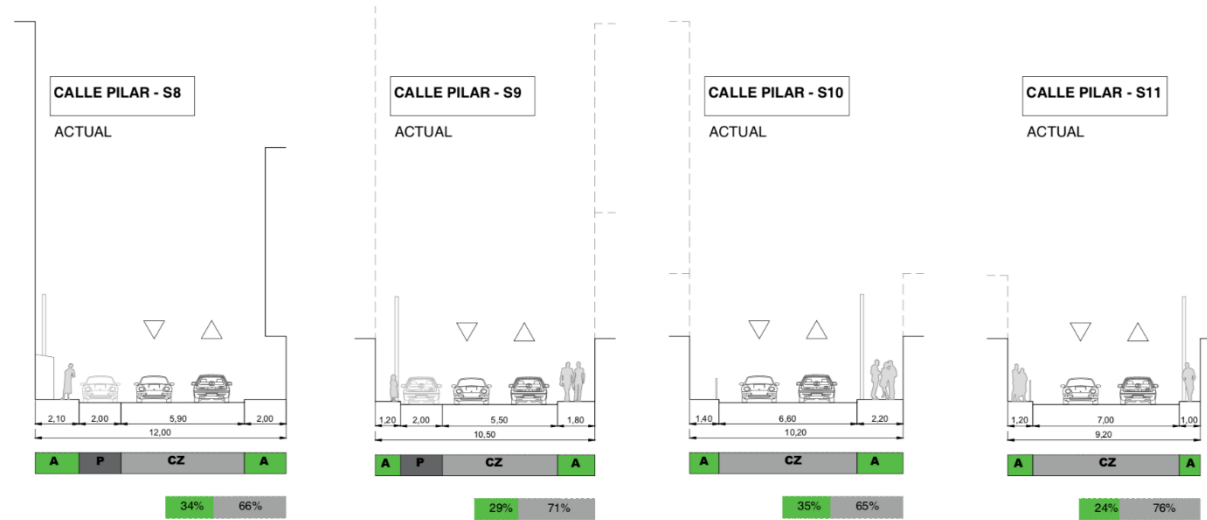 CALLE PILAR - S8
ACTUAL
2,10 2,00 5,90 2,00
12,00
A P CZ A
34% 66%
CALLE PILAR - S9
ACTUAL
1,20 2,00 5,50 1,80
10,50
A P CZ A
29% 71%
CALLE PILAR - S10
ACTUAL
1,40 6,60 2,20
10,20
A CZ A
35% 65%
CALLE PILAR - S11
ACTUAL
1,20 7,00 1,00
9,20
A CZ A
24% 76%